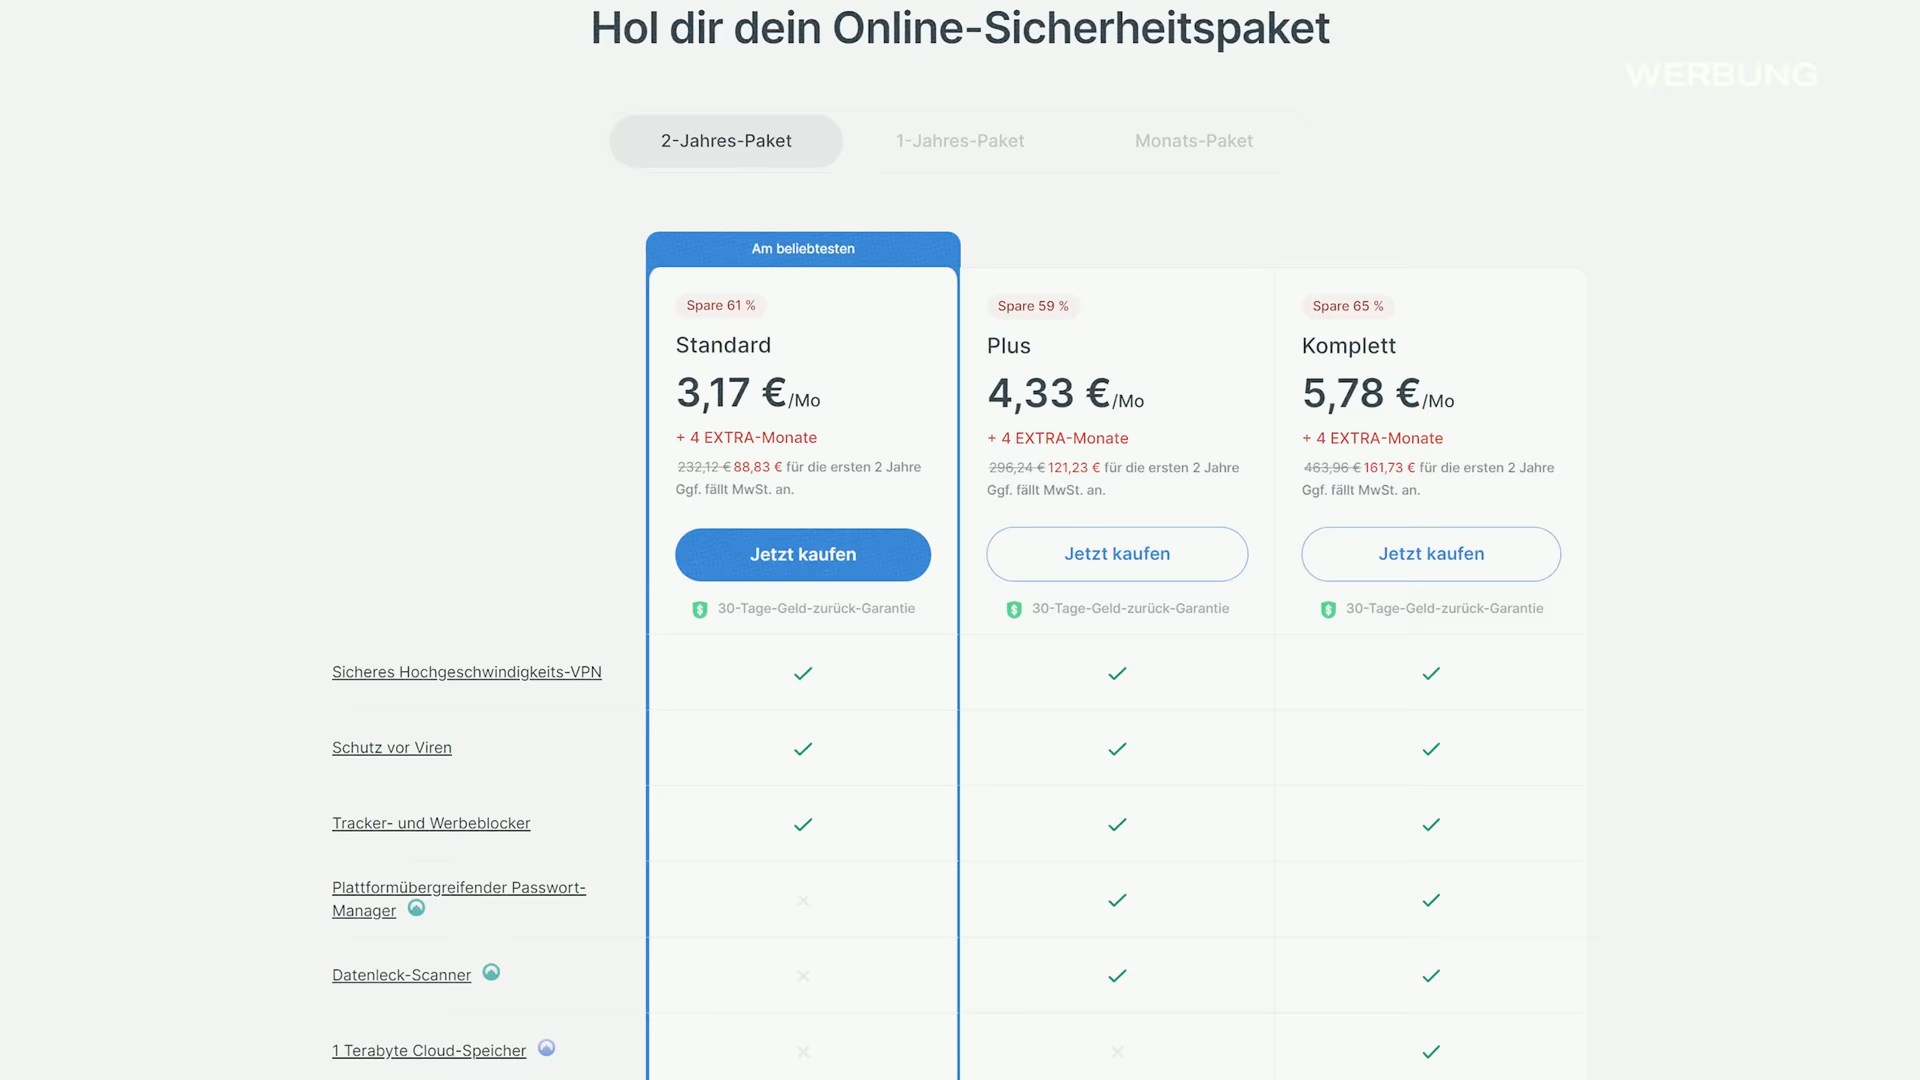 Hol dir dein Online-Sicherheitspaket
WERBUNG
2-Jahres-Paket
1-Jahres-Paket
Monats-Paket
Am beliebtesten
Spare 61 %
Standard
3,17 €/Mo
+ 4 EXTRA-Monate
232,12 € 88,83 € für die ersten 2 Jahre
Ggf. fällt MwSt. an.
Jetzt kaufen
30-Tage-Geld-zurück-Garantie
Spare 59 %
Plus
4,33 €/Mo
+ 4 EXTRA-Monate
296,24 € 121,23 € für die ersten 2 Jahre
Ggf. fällt MwSt. an.
Jetzt kaufen
30-Tage-Geld-zurück-Garantie
Spare 65 %
Komplett
5,78 €/Mo
+ 4 EXTRA-Monate
463,96 € 161,73 € für die ersten 2 Jahre
Ggf. fällt MwSt. an.
Jetzt kaufen
30-Tage-Geld-zurück-Garantie
Sicheres Hochgeschwindigkeits-VPN
Schutz vor Viren
Tracker- und Werbeblocker
Plattformübergreifender Passwort-
Manager
Datenleck-Scanner
1 Terabyte Cloud-Speicher